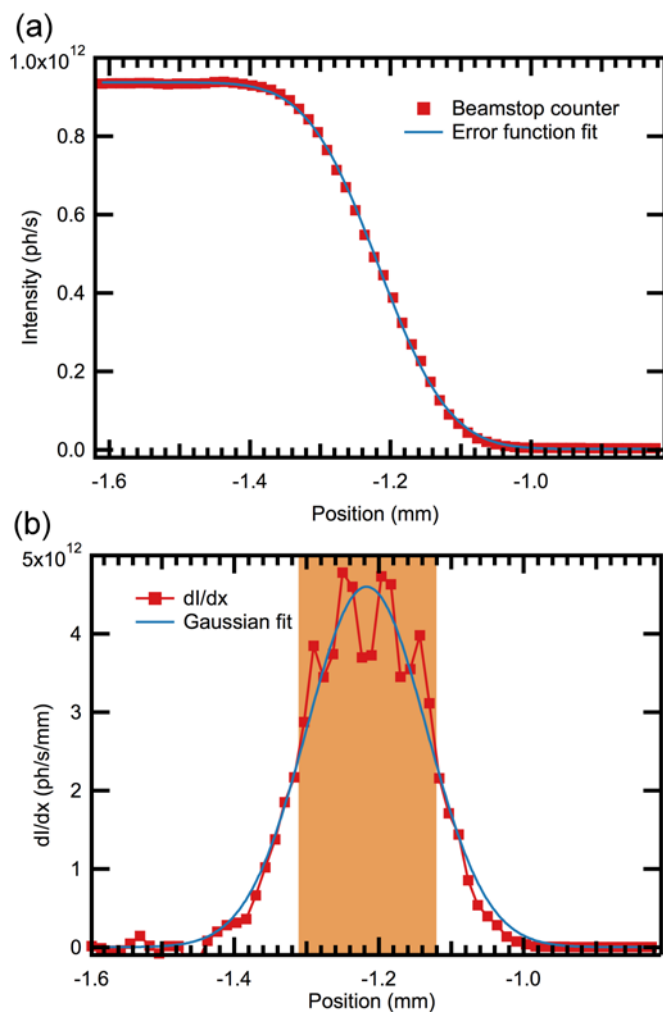 (a)
1.0x10¹²
0.8
0.6
0.4
0.2
0.0
Intensity (ph/s)
Beamstop counter
Error function fit
-1.6
-1.4
-1.2
-1.0
Position (mm)
(b)
5x10¹²
4
3
2
1
0
dI/dx (ph/s/mm)
dI/dx
Gaussian fit
-1.6
-1.4
-1.2
-1.0
Position (mm)